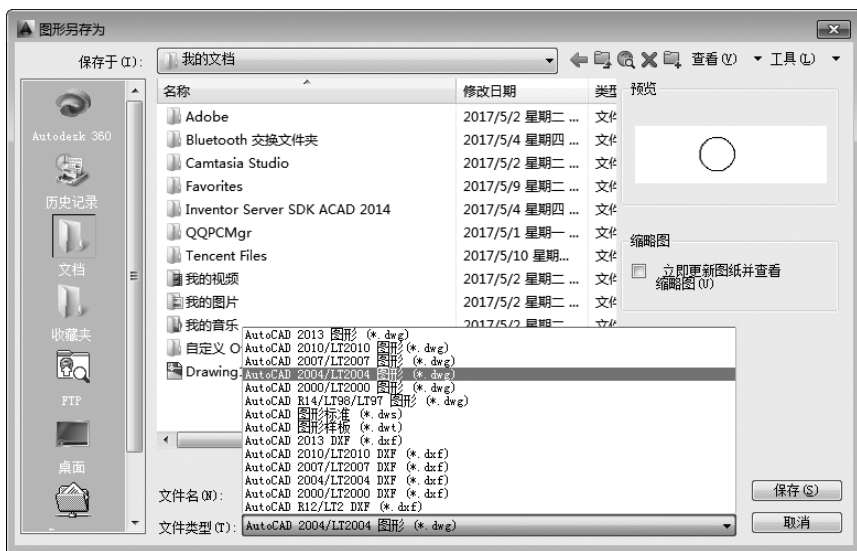 图形另存为
保存于(I):
我的文档
查看(V)
工具(L)
名称
修改日期
类型
预览
Adobe
2017/5/2 星期二 ...
Bluetooth 交换文件夹
2017/5/4 星期四 ...
Camtasia Studio
2017/5/2 星期二 ...
Favorites
2017/5/9 星期二 ...
Inventor Server SDK ACAD 2014
2017/5/4 星期四 ...
QQPCMgr
2017/5/1 星期一 ...
Tencent Files
2017/5/10 星期...
我的视频
2017/5/2 星期二 ...
我的图片
2017/5/2 星期二 ...
我的音乐
2017/5/2 星期二 ...
自定义 O
Drawing
Autodesk 360
历史记录
文档
收藏夹
FTP
桌面
缩略图
立即更新图纸并查看
缩略图(U)
AutoCAD 2013 图形 (*.dwg)
AutoCAD 2010/LT2010 图形 (*.dwg)
AutoCAD 2007/LT2007 图形 (*.dwg)
AutoCAD 2004/LT2004 图形 (*.dwg)
AutoCAD 2000/LT2000 图形 (*.dwg)
AutoCAD R14/LT98/LT97 图形 (*.dwg)
AutoCAD 图形标准 (*.dws)
AutoCAD 图形样板 (*.dwt)
AutoCAD 2013 DXF (*.dxf)
AutoCAD 2010/LT2010 DXF (*.dxf)
AutoCAD 2007/LT2007 DXF (*.dxf)
AutoCAD 2004/LT2004 DXF (*.dxf)
AutoCAD 2000/LT2000 DXF (*.dxf)
AutoCAD R12/LT2 DXF (*.dxf)
文件名(N):
保存(S)
文件类型(T):
AutoCAD 2004/LT2004 图形 (*.dwg)
取消